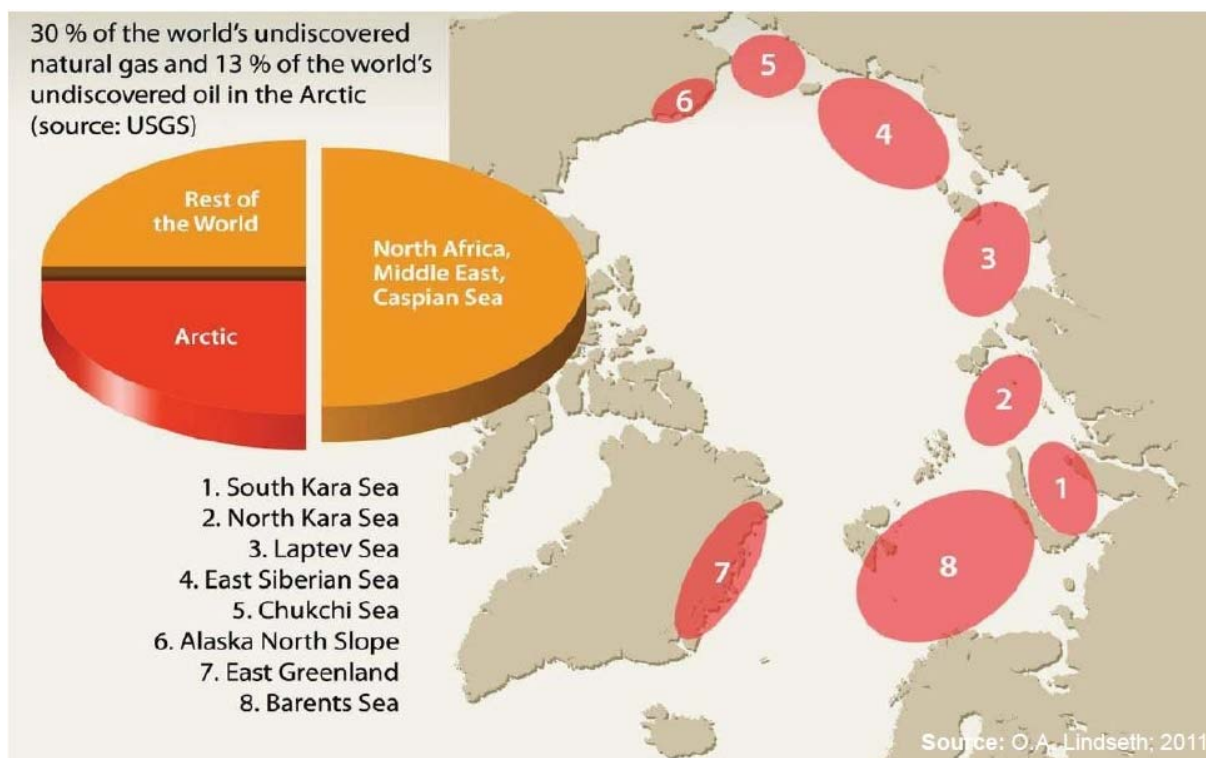 30 % of the world's undiscovered
natural gas and 13 % of the world's
undiscovered oil in the Arctic
(source: USGS)
Rest of
the World
North Africa,
Middle East,
Caspian Sea
Arctic
1. South Kara Sea
2. North Kara Sea
3. Laptev Sea
4. East Siberian Sea
5. Chukchi Sea
6. Alaska North Slope
7. East Greenland
8. Barents Sea
5
6
4
3
2
1
7
8
Source: O.A. Lindseth; 2011